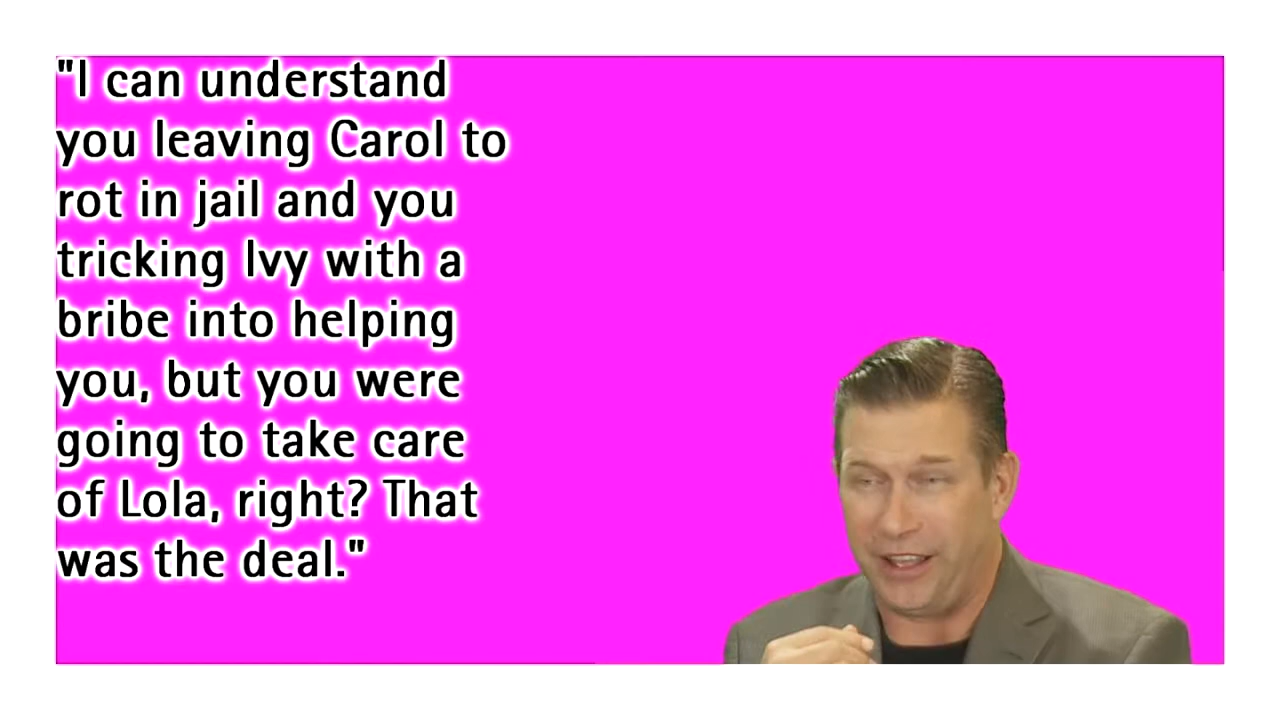 "I can understand
you leaving Carol to
rot in jail and you
tricking Ivy with a
bribe into helping
you, but you were
going to take care
of Lola, right? That
was the deal."